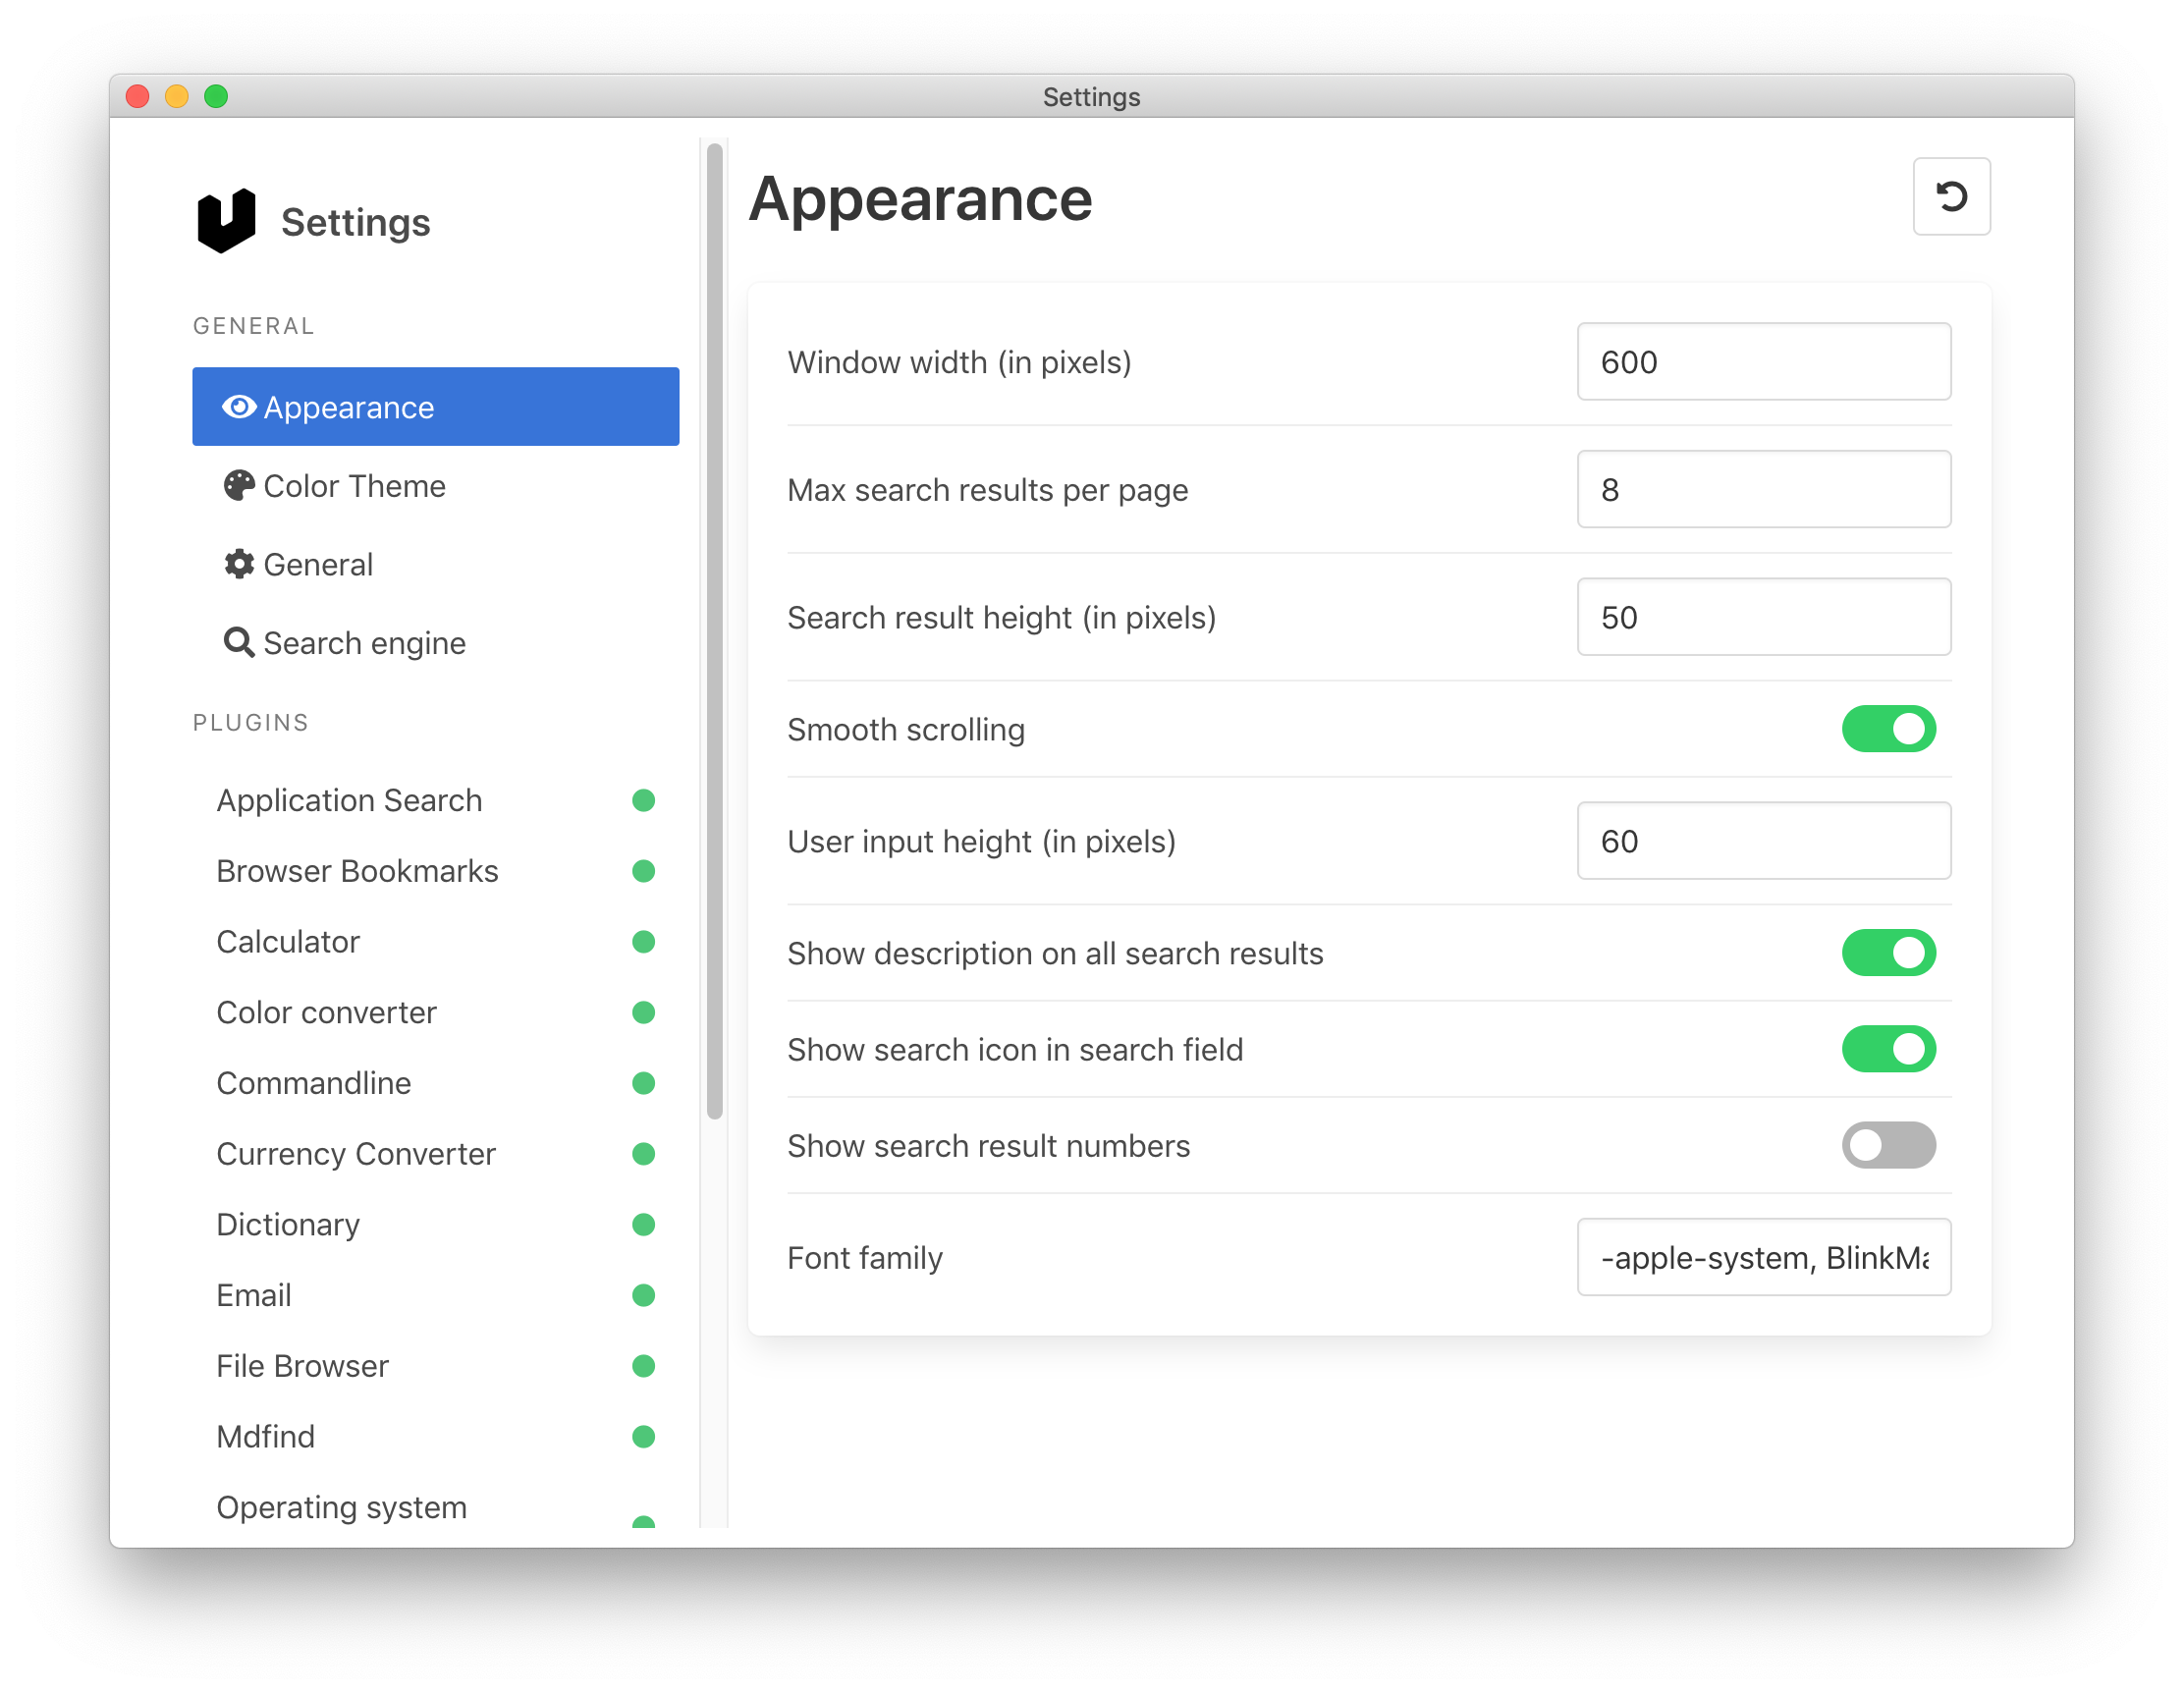 Settings
Settings
GENERAL
Appearance
Color Theme
General
Search engine
PLUGINS
Application Search
Browser Bookmarks
Calculator
Color converter
Commandline
Currency Converter
Dictionary
Email
File Browser
Mdfind
Operating system
Appearance
Window width (in pixels)
600
Max search results per page
8
Search result height (in pixels)
50
Smooth scrolling
User input height (in pixels)
60
Show description on all search results
Show search icon in search field
Show search result numbers
Font family
-apple-system, BlinkMa